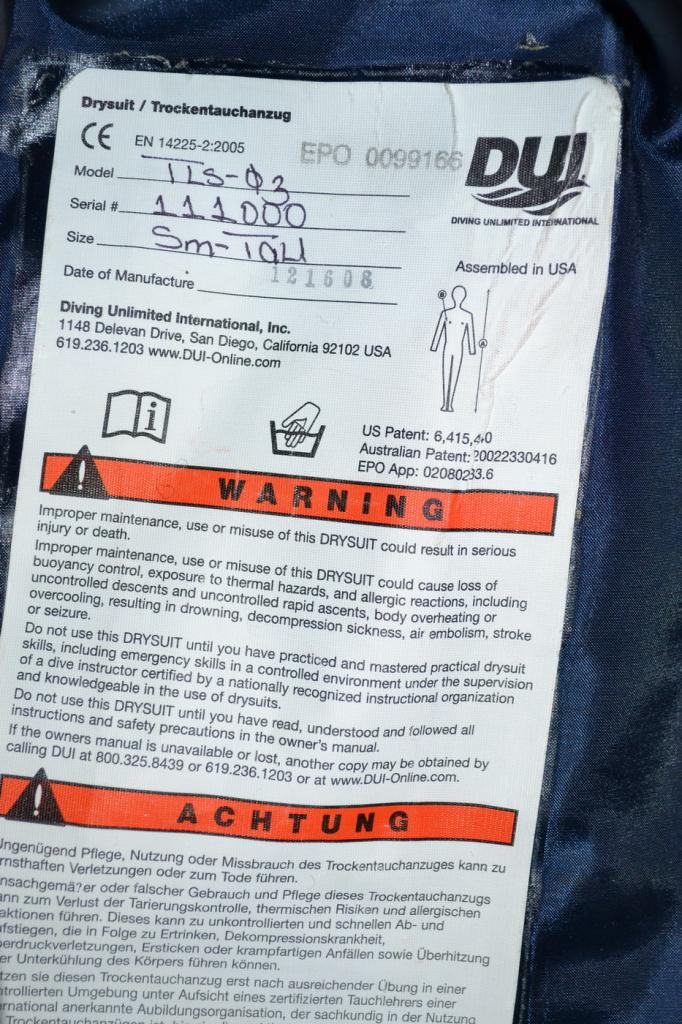 Drysuit / Trockentauchanzug
CE EN 14225-2:2005
EPO 0099166
DUI
DIVING UNLIMITED INTERNATIONAL
Model TLS-03
Serial # 111000
Size Sm-TALL
Date of Manufacture 121608
Assembled in USA
Diving Unlimited International, Inc.
1148 Delevan Drive, San Diego, California 92102 USA
619.236.1203 www.DUI-Online.com
US Patent:
Australian Patent: 20022330416
EPO App:
WARNING
Improper maintenance, use or misuse of this DRYSUIT could result in serious
injury or death.
Improper maintenance, use or misuse of this DRYSUIT could cause loss of
buoyancy control, exposure to thermal hazards, and allergic reactions, including
uncontrolled descents and uncontrolled rapid ascents, body overheating or
overcooling, resulting in drowning, decompression sickness, air embolism, stroke
or seizure.
Do not use this DRYSUIT until you have practiced and mastered practical drysuit
skills, including emergency skills in a controlled environment under the supervision
of a dive instructor certified by a nationally recognized instructional organization
and knowledgeable in the use of drysuits.
Do not use this DRYSUIT until you have read, understood and followed all
instructions and safety precautions in the owner's manual.
If the owners manual is unavailable or lost, another copy may be obtained by
calling DUI at 800.325.8439 or 619.236.1203 or at www.DUI-Online.com.
ACHTUNG
Ungenügend Pflege, Nutzung oder Missbrauch des Trockentauchanzuges kann zu
rnsthaften Verletzungen oder zum Tode führen.
nsachgemä?er oder falscher Gebrauch und Pflege dieses Trockentauchanzugs
ann zum Verlust der Tarierungskontrolle, thermischen Risiken und allergischen
aktionen führen. Dieses kann zu unkontrollierten und schnellen Ab- und
fstiegen, die in Folge zu Ertrinken, Dekompressionskrankheit,
erdruckverletzungen, Ersticken oder krampfartigen Anfällen sowie Überhitzung
er Unterkühlung des Körpers führen können.
tzen sie diesen Trockentauchanzug erst nach ausreichender Übung in einer
ntrollierten Umgebung unter Aufsicht eines zertifizierten Tauchlehrers einer
rnational anerkannte Aubildungsorganisation, der sachkundig in der Nutzung